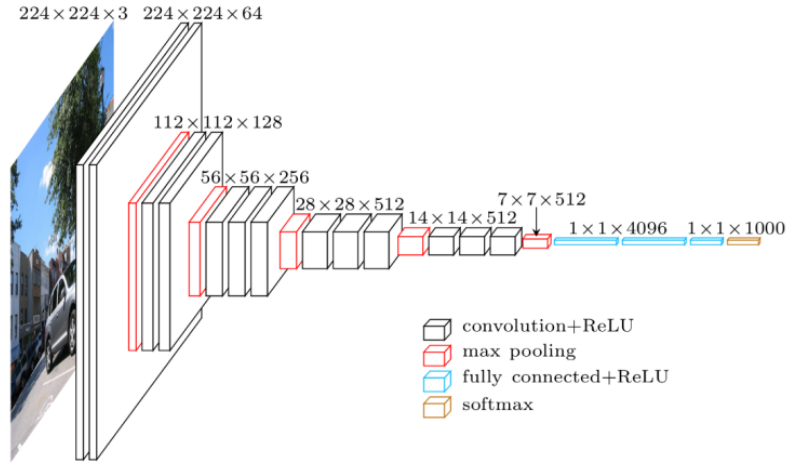 224×224×3
224×224×64
112×112×128
56×56×256
28×28×512
14×14×512
7×7×512
1×1×4096
1×1×1000
convolution+ReLU
max pooling
fully connected+ReLU
softmax